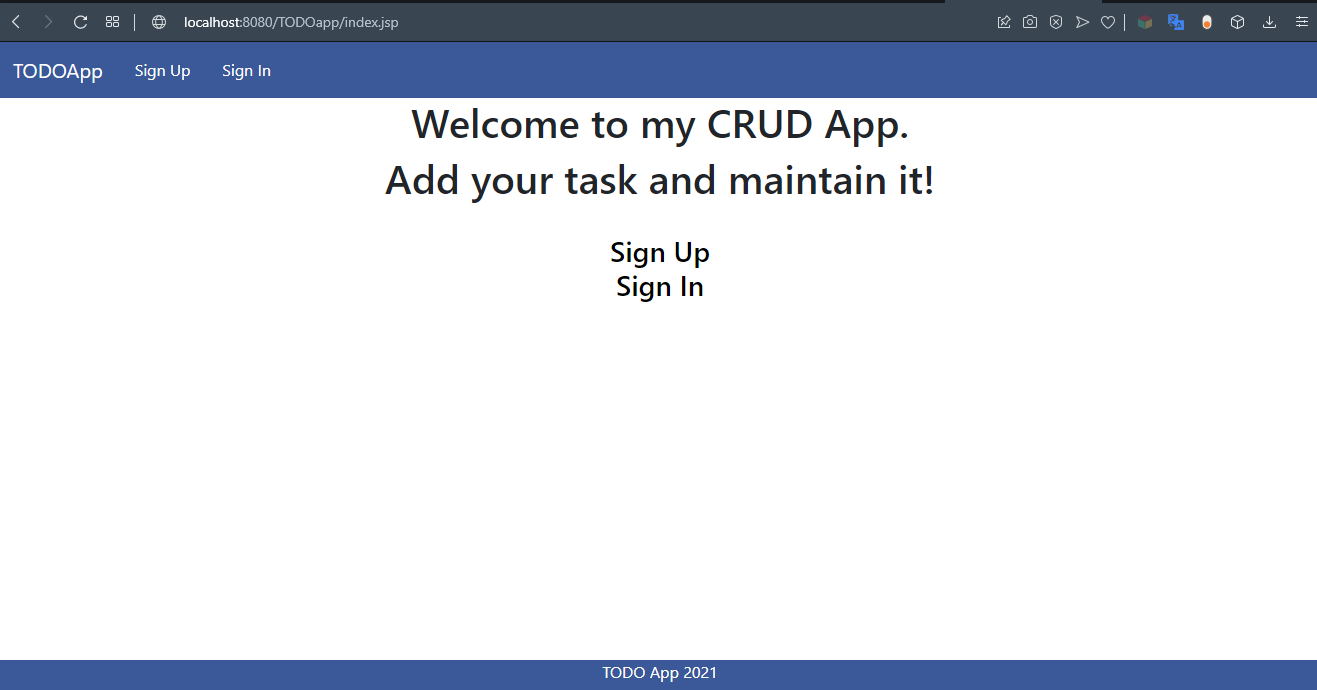 localhost:8080/TODOapp/index.jsp
TODOApp Sign Up Sign In
Welcome to my CRUD App.
Add your task and maintain it!
Sign Up
Sign In
TODO App 2021